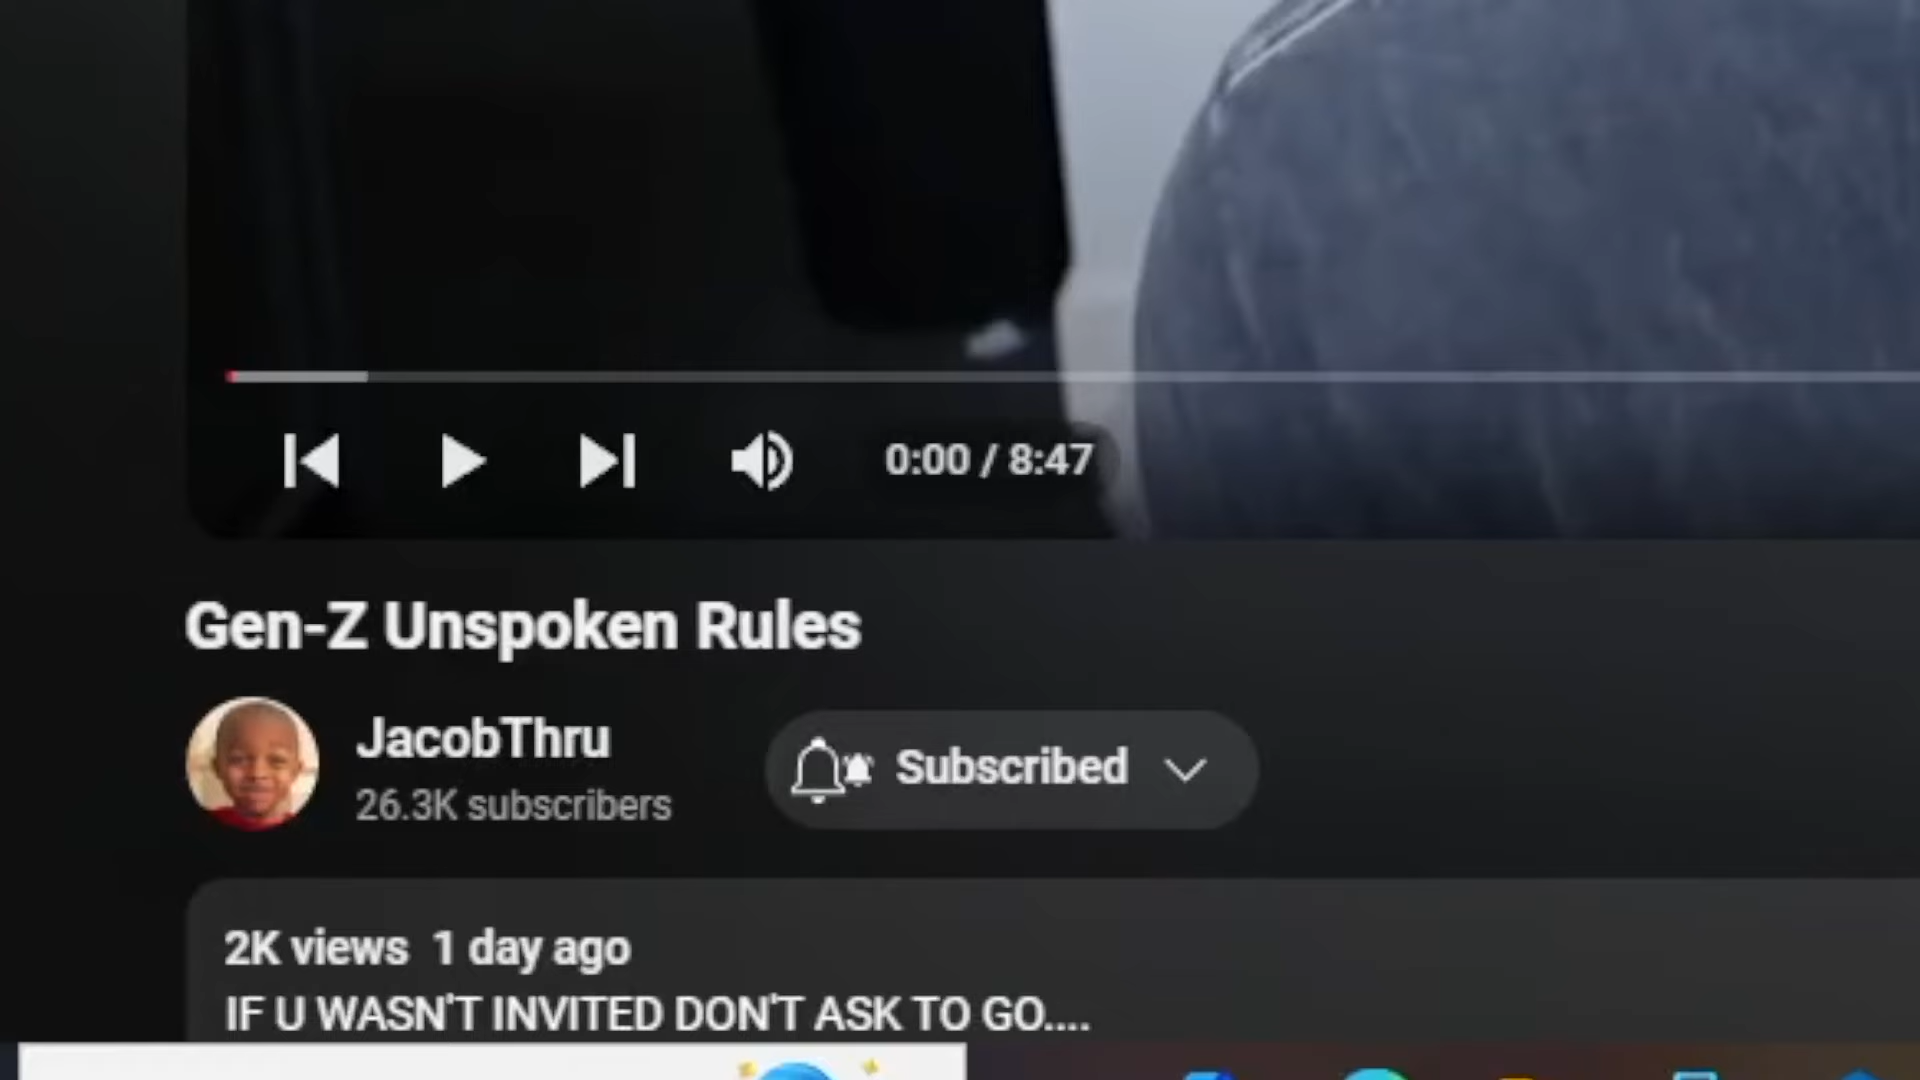 0:00 / 8:47
Gen-Z Unspoken Rules
JacobThru
26.3K subscribers
Subscribed
2K views 1 day ago
IF U WASN'T INVITED DON'T ASK TO GO....